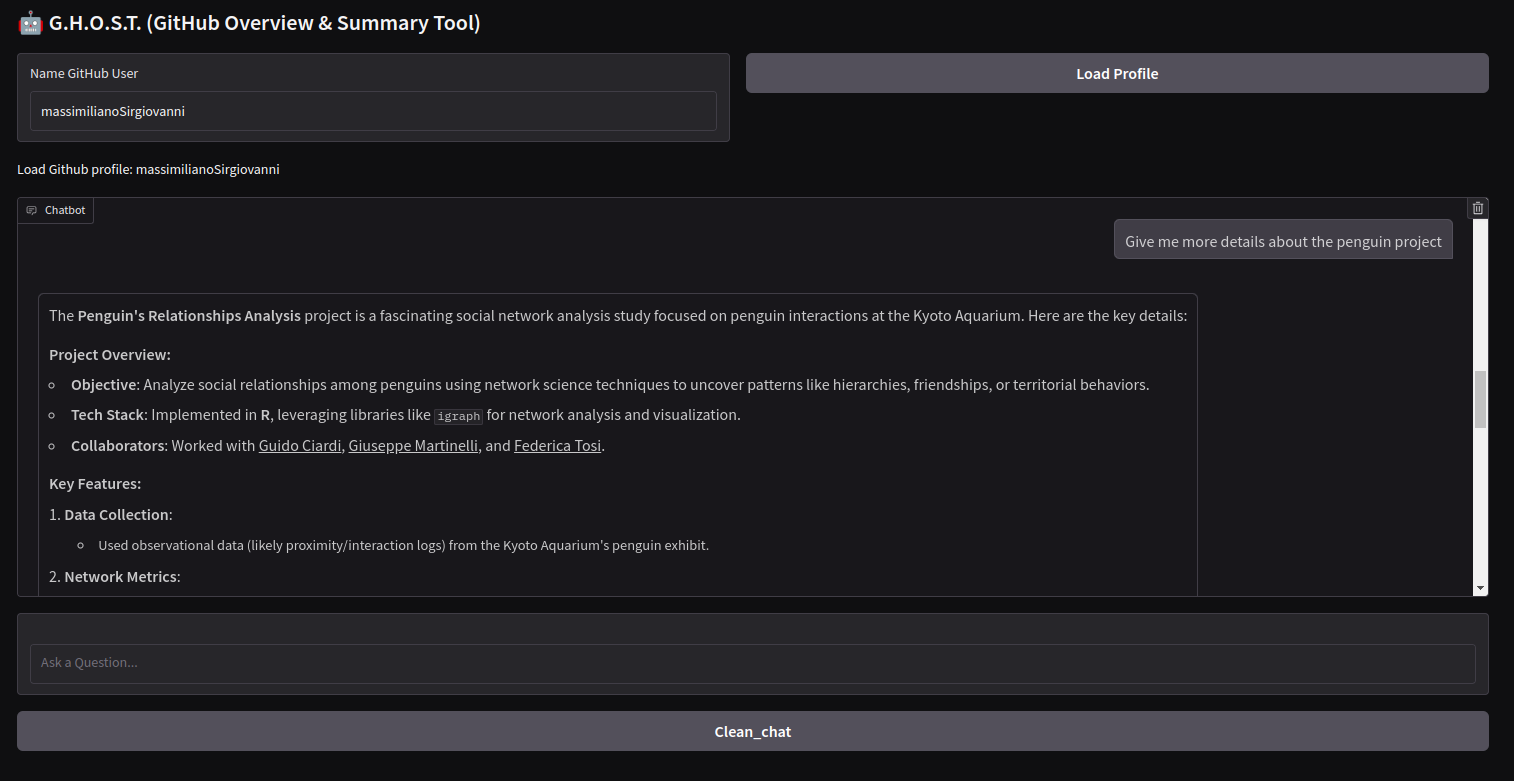 🤖 G.H.O.S.T. (GitHub Overview & Summary Tool)
Name GitHub User
Load Profile
massimilianoSirgiovanni
Load Github profile: massimilianoSirgiovanni
Chatbot
Give me more details about the penguin project
The Penguin's Relationships Analysis project is a fascinating social network analysis study focused on penguin interactions at the Kyoto Aquarium. Here are the key details:
Project Overview:
Objective: Analyze social relationships among penguins using network science techniques to uncover patterns like hierarchies, friendships, or territorial behaviors.
Tech Stack: Implemented in R, leveraging libraries like igraph for network analysis and visualization.
Collaborators: Worked with Guido Ciardi, Giuseppe Martinelli, and Federica Tosi.
Key Features:
1. Data Collection:
Used observational data (likely proximity/interaction logs) from the Kyoto Aquarium's penguin exhibit.
2. Network Metrics:
Ask a Question...
Clean_chat